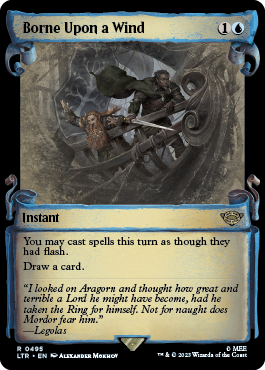 Borne Upon a Wind
1
Instant
You may cast spells this turn as though they
had flash.
Draw a card.
"I looked on Aragorn and thought how great and
terrible a Lord he might have become, had he
taken the Ring for himself. Not for naught does
Mordor fear him."
—Legolas
R 0495
LTR • EN Alexander Mokhov
© MEE
™ & © 2023 Wizards of the Coast